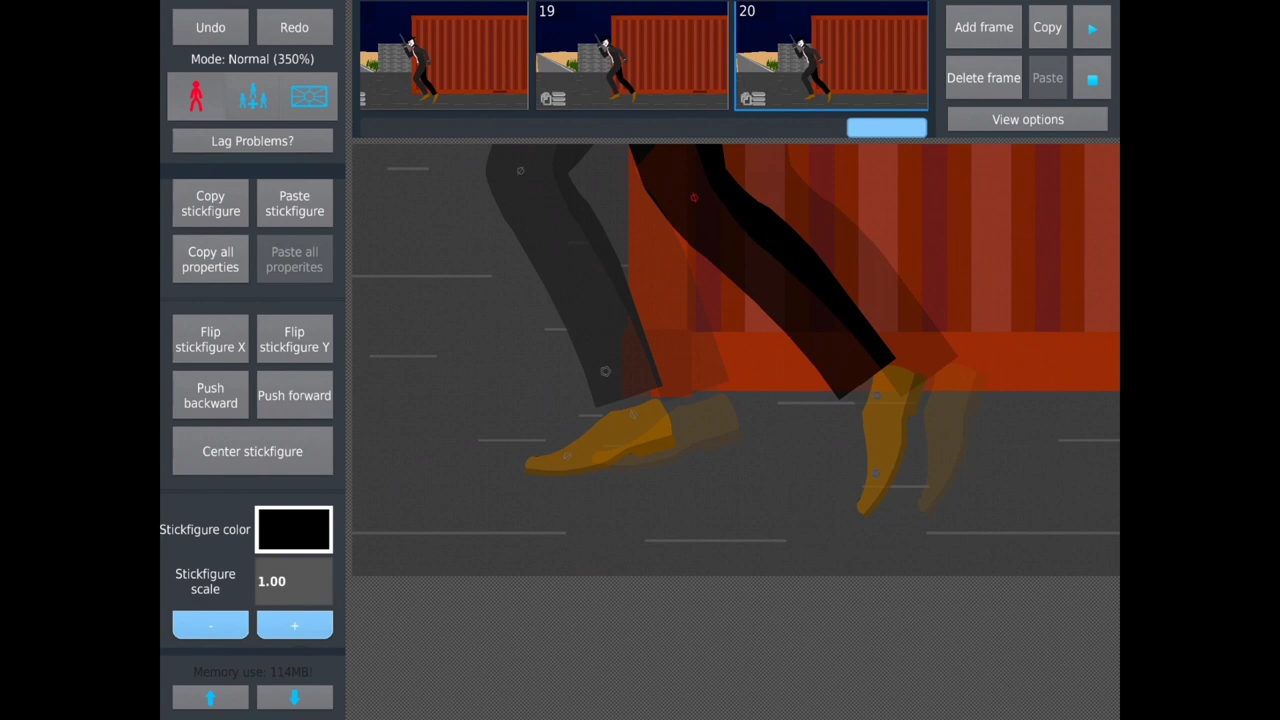 Undo
Redo
Mode: Normal (350%)
Lag Problems?
Copy
stickfigure
Paste
stickfigure
Copy all
properties
Paste all
properites
Flip
stickfigure X
Flip
stickfigure Y
Push
backward
Push forward
Center stickfigure
Stickfigure color
Stickfigure
scale
1.00
-
+
Memory use: 114MB!
19
20
Add frame
Copy
Delete frame
Paste
View options